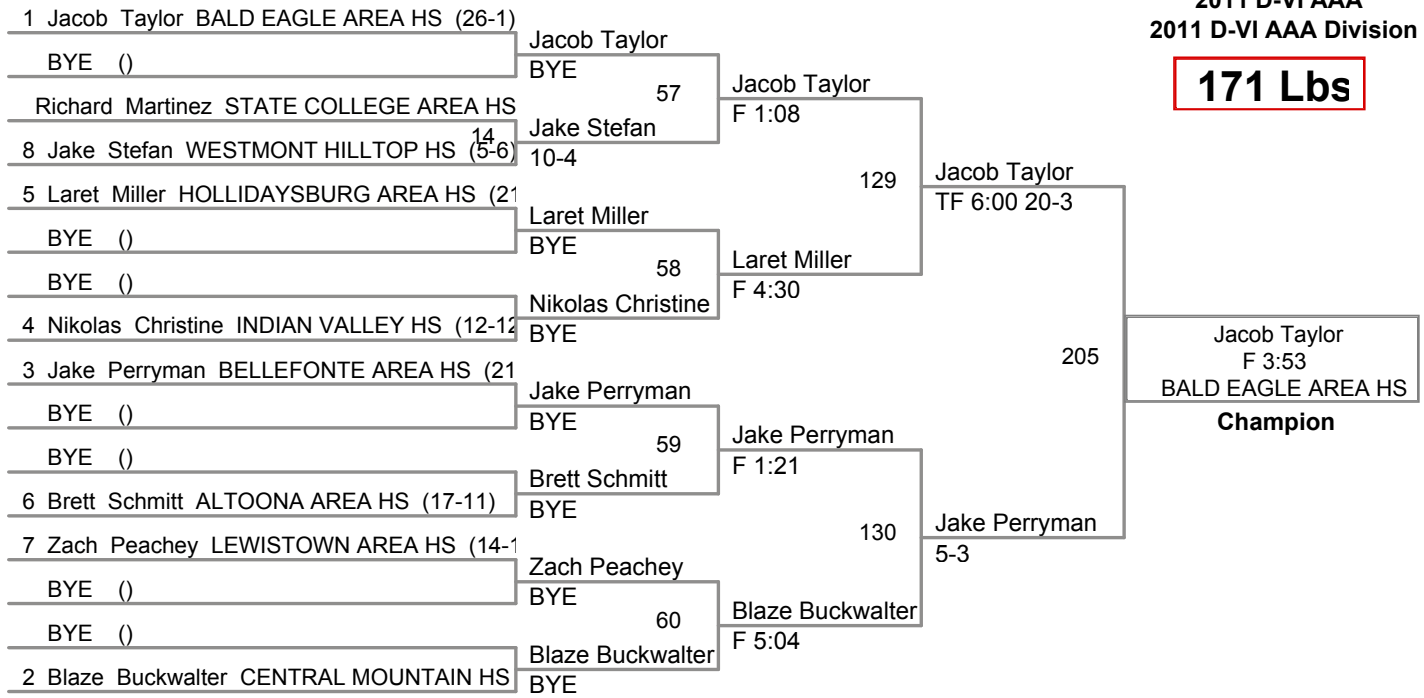 2011 D-VI AAA
2011 D-VI AAA Division
171 Lbs
1 Jacob Taylor BALD EAGLE AREA HS (26-1)
BYE ()
Richard Martinez STATE COLLEGE AREA HS
14
8 Jake Stefan WESTMONT HILLTOP HS (5-6)
5 Laret Miller HOLLIDAYSBURG AREA HS (21
BYE ()
BYE ()
4 Nikolas Christine INDIAN VALLEY HS (12-12
3 Jake Perryman BELLEFONTE AREA HS (21
BYE ()
BYE ()
6 Brett Schmitt ALTOONA AREA HS (17-11)
7 Zach Peachey LEWISTOWN AREA HS (14-1
BYE ()
BYE ()
2 Blaze Buckwalter CENTRAL MOUNTAIN HS
Jacob Taylor
BYE
57
Jake Stefan
10-4
Laret Miller
BYE
58
Nikolas Christine
BYE
Jake Perryman
BYE
59
Brett Schmitt
BYE
Zach Peachey
BYE
60
Blaze Buckwalter
BYE
Jacob Taylor
F 1:08
129
Laret Miller
F 4:30
Jake Perryman
F 1:21
130
Blaze Buckwalter
F 5:04
Jacob Taylor
TF 6:00 20-3
205
Jake Perryman
5-3
Jacob Taylor
F 3:53
BALD EAGLE AREA HS
Champion